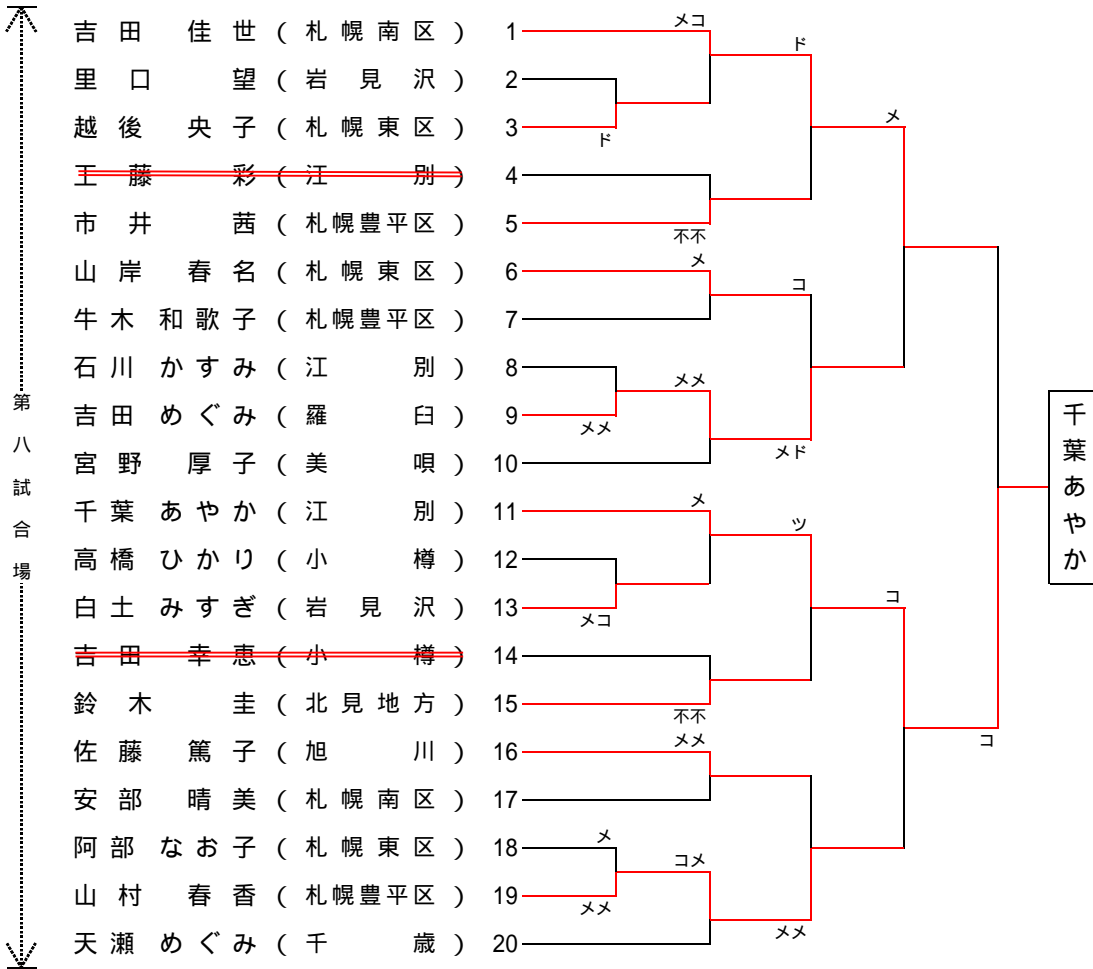 第八試合場
吉田 佳世 (札幌南区) 1
里口 望 (岩見沢) 2
越後 央子 (札幌東区) 3
工藤 彩 (江別) 4
市井 茜 (札幌豊平区) 5
山岸 春名 (札幌東区) 6
牛木 和歌子 (札幌豊平区) 7
石川 かすみ (江別) 8
吉田 めぐみ (羅臼) 9
宮野 厚子 (美唄) 10
千葉 あやか (江別) 11
高橋 ひかり (小樽) 12
白土 みすぎ (岩見沢) 13
吉田 幸恵 (小樽) 14
鈴木 圭 (北見地方) 15
佐藤 篤子 (旭川) 16
安部 晴美 (札幌南区) 17
阿部 なお子 (札幌東区) 18
山村 春香 (札幌豊平区) 19
天瀬 めぐみ (千歳) 20
ド
メメ
メコ
メ
メメ
メコ
不不
メ
メメ
メ
不不
メメ
コメ
ド
コ
メド
ツ
メメ
メ
コ
コ
千葉あやか